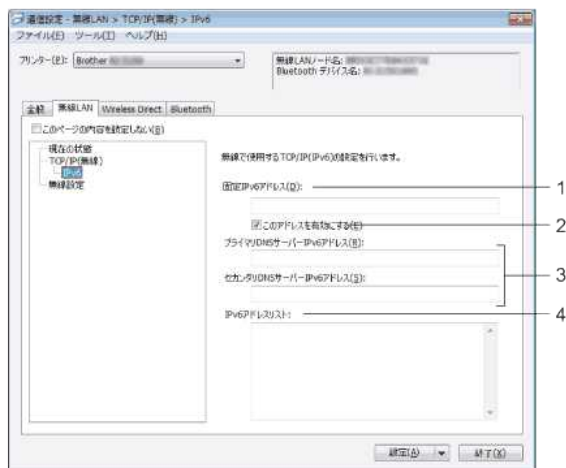 通信設定 - 無線LAN > TCP/IP(無線) > IPv6
ファイル(F) ツール(T) ヘルプ(H)
プリンター(P): Brother
無線LANノード名:
Bluetooth デバイス名:
全般 無線LAN Wireless Direct Bluetooth
このページの内容を設定しない(B)
現在の状態
TCP/IP(無線)
IPv6
無線設定
無線で使用するTCP/IP(IPv6)の設定を行います。
固定IPv6アドレス(D):
1
このアドレスを有効にする(E)
2
プライマリDNSサーバーIPv6アドレス(R):
3
セカンダリDNSサーバーIPv6アドレス(S):
IPv6アドレスリスト:
4
設定(A) 終了(X)